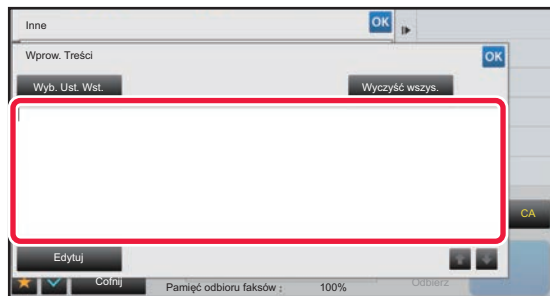 Inne OK
Wprow. Treści OK
Wyb. Ust. Wst. Wyczyść wszys.
CA
Edytuj
Cofnij Pamięć odbioru faksów : 100% Odbierz